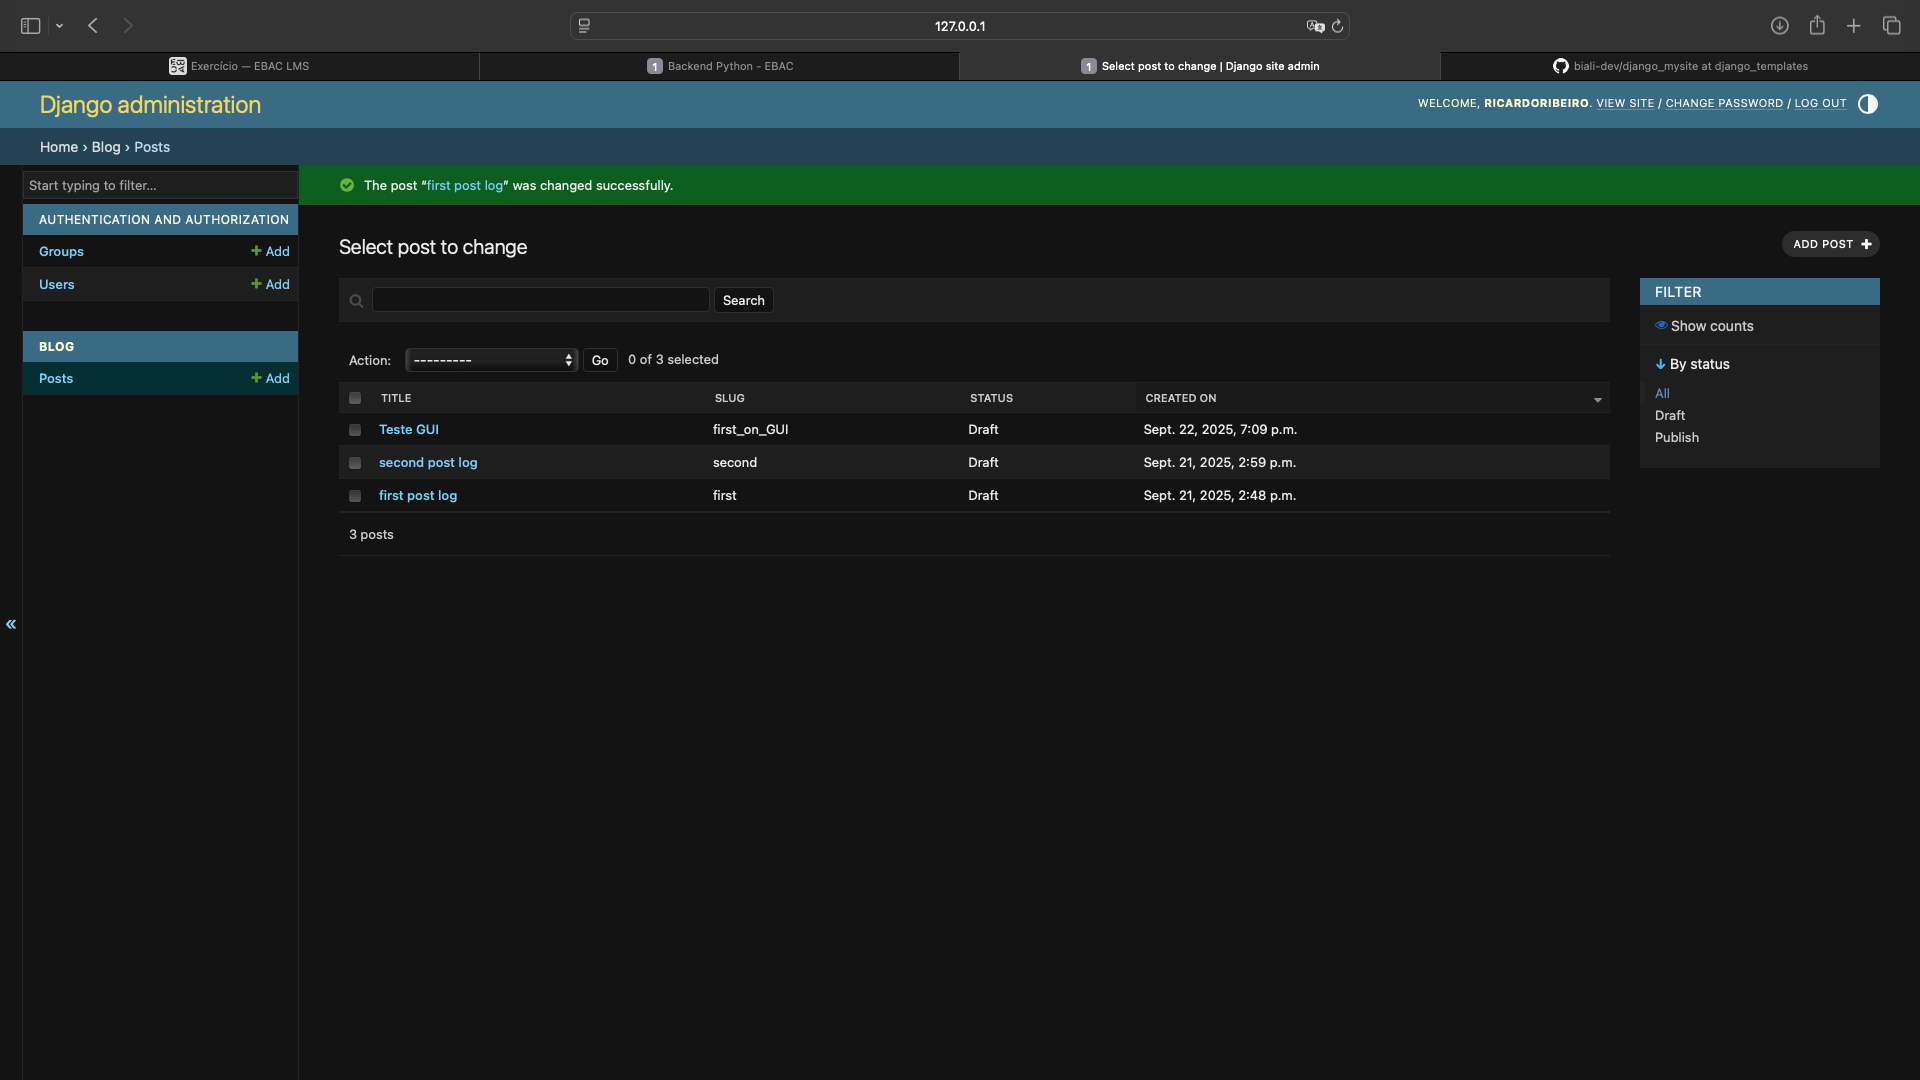 127.0.0.1
Exercício — EBAC LMS
1 Backend Python - EBAC
1 Select post to change | Django site admin
biali-dev/django_mysite at django_templates
Django administration
WELCOME, RICARDORIBEIRO. VIEW SITE / CHANGE PASSWORD / LOG OUT
Home › Blog › Posts
Start typing to filter...
AUTHENTICATION AND AUTHORIZATION
Groups + Add
Users + Add
BLOG
Posts + Add
«
The post “first post log” was changed successfully.
Select post to change
ADD POST +
Search
Action: --------- Go 0 of 3 selected
TITLE SLUG STATUS CREATED ON
Teste GUI first_on_GUI Draft Sept. 22, 2025, 7:09 p.m.
second post log second Draft Sept. 21, 2025, 2:59 p.m.
first post log first Draft Sept. 21, 2025, 2:48 p.m.
3 posts
FILTER
Show counts
↓ By status
All
Draft
Publish